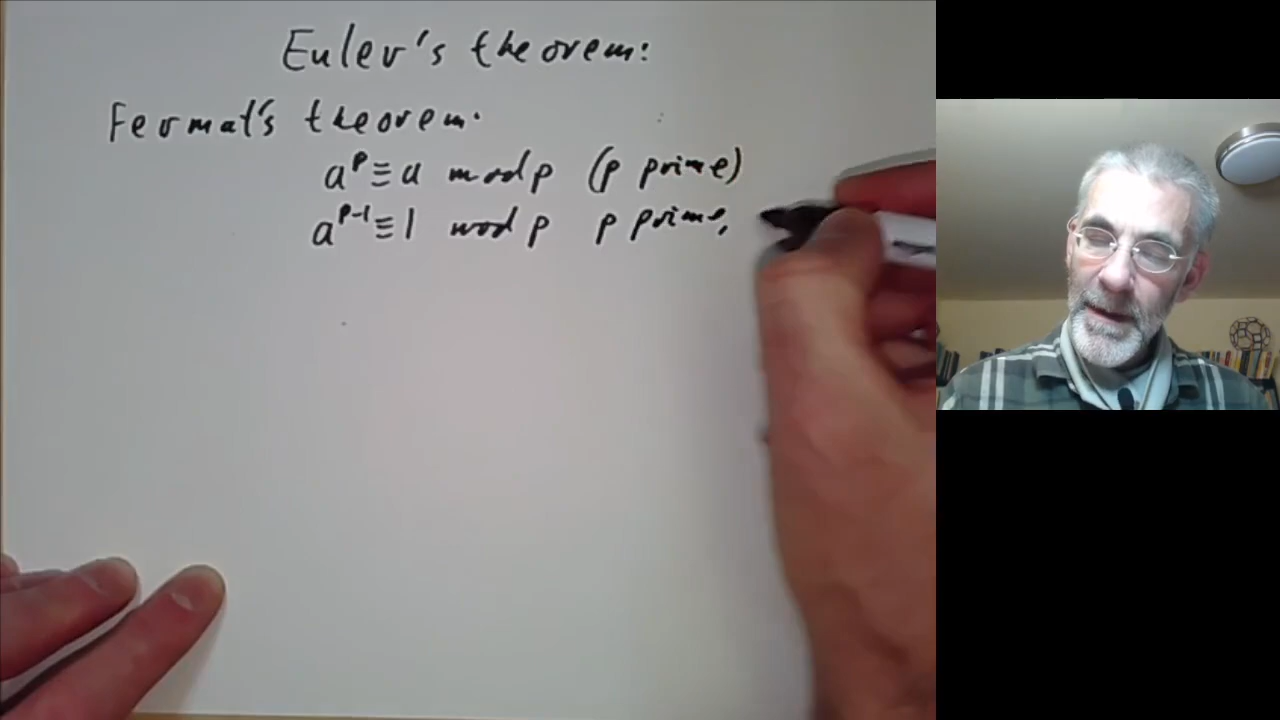 Euler's theorem:
Fermat's theorem.
a^p ≡ a mod p (p prime)
a^{p-1} ≡ 1 mod p p prime,